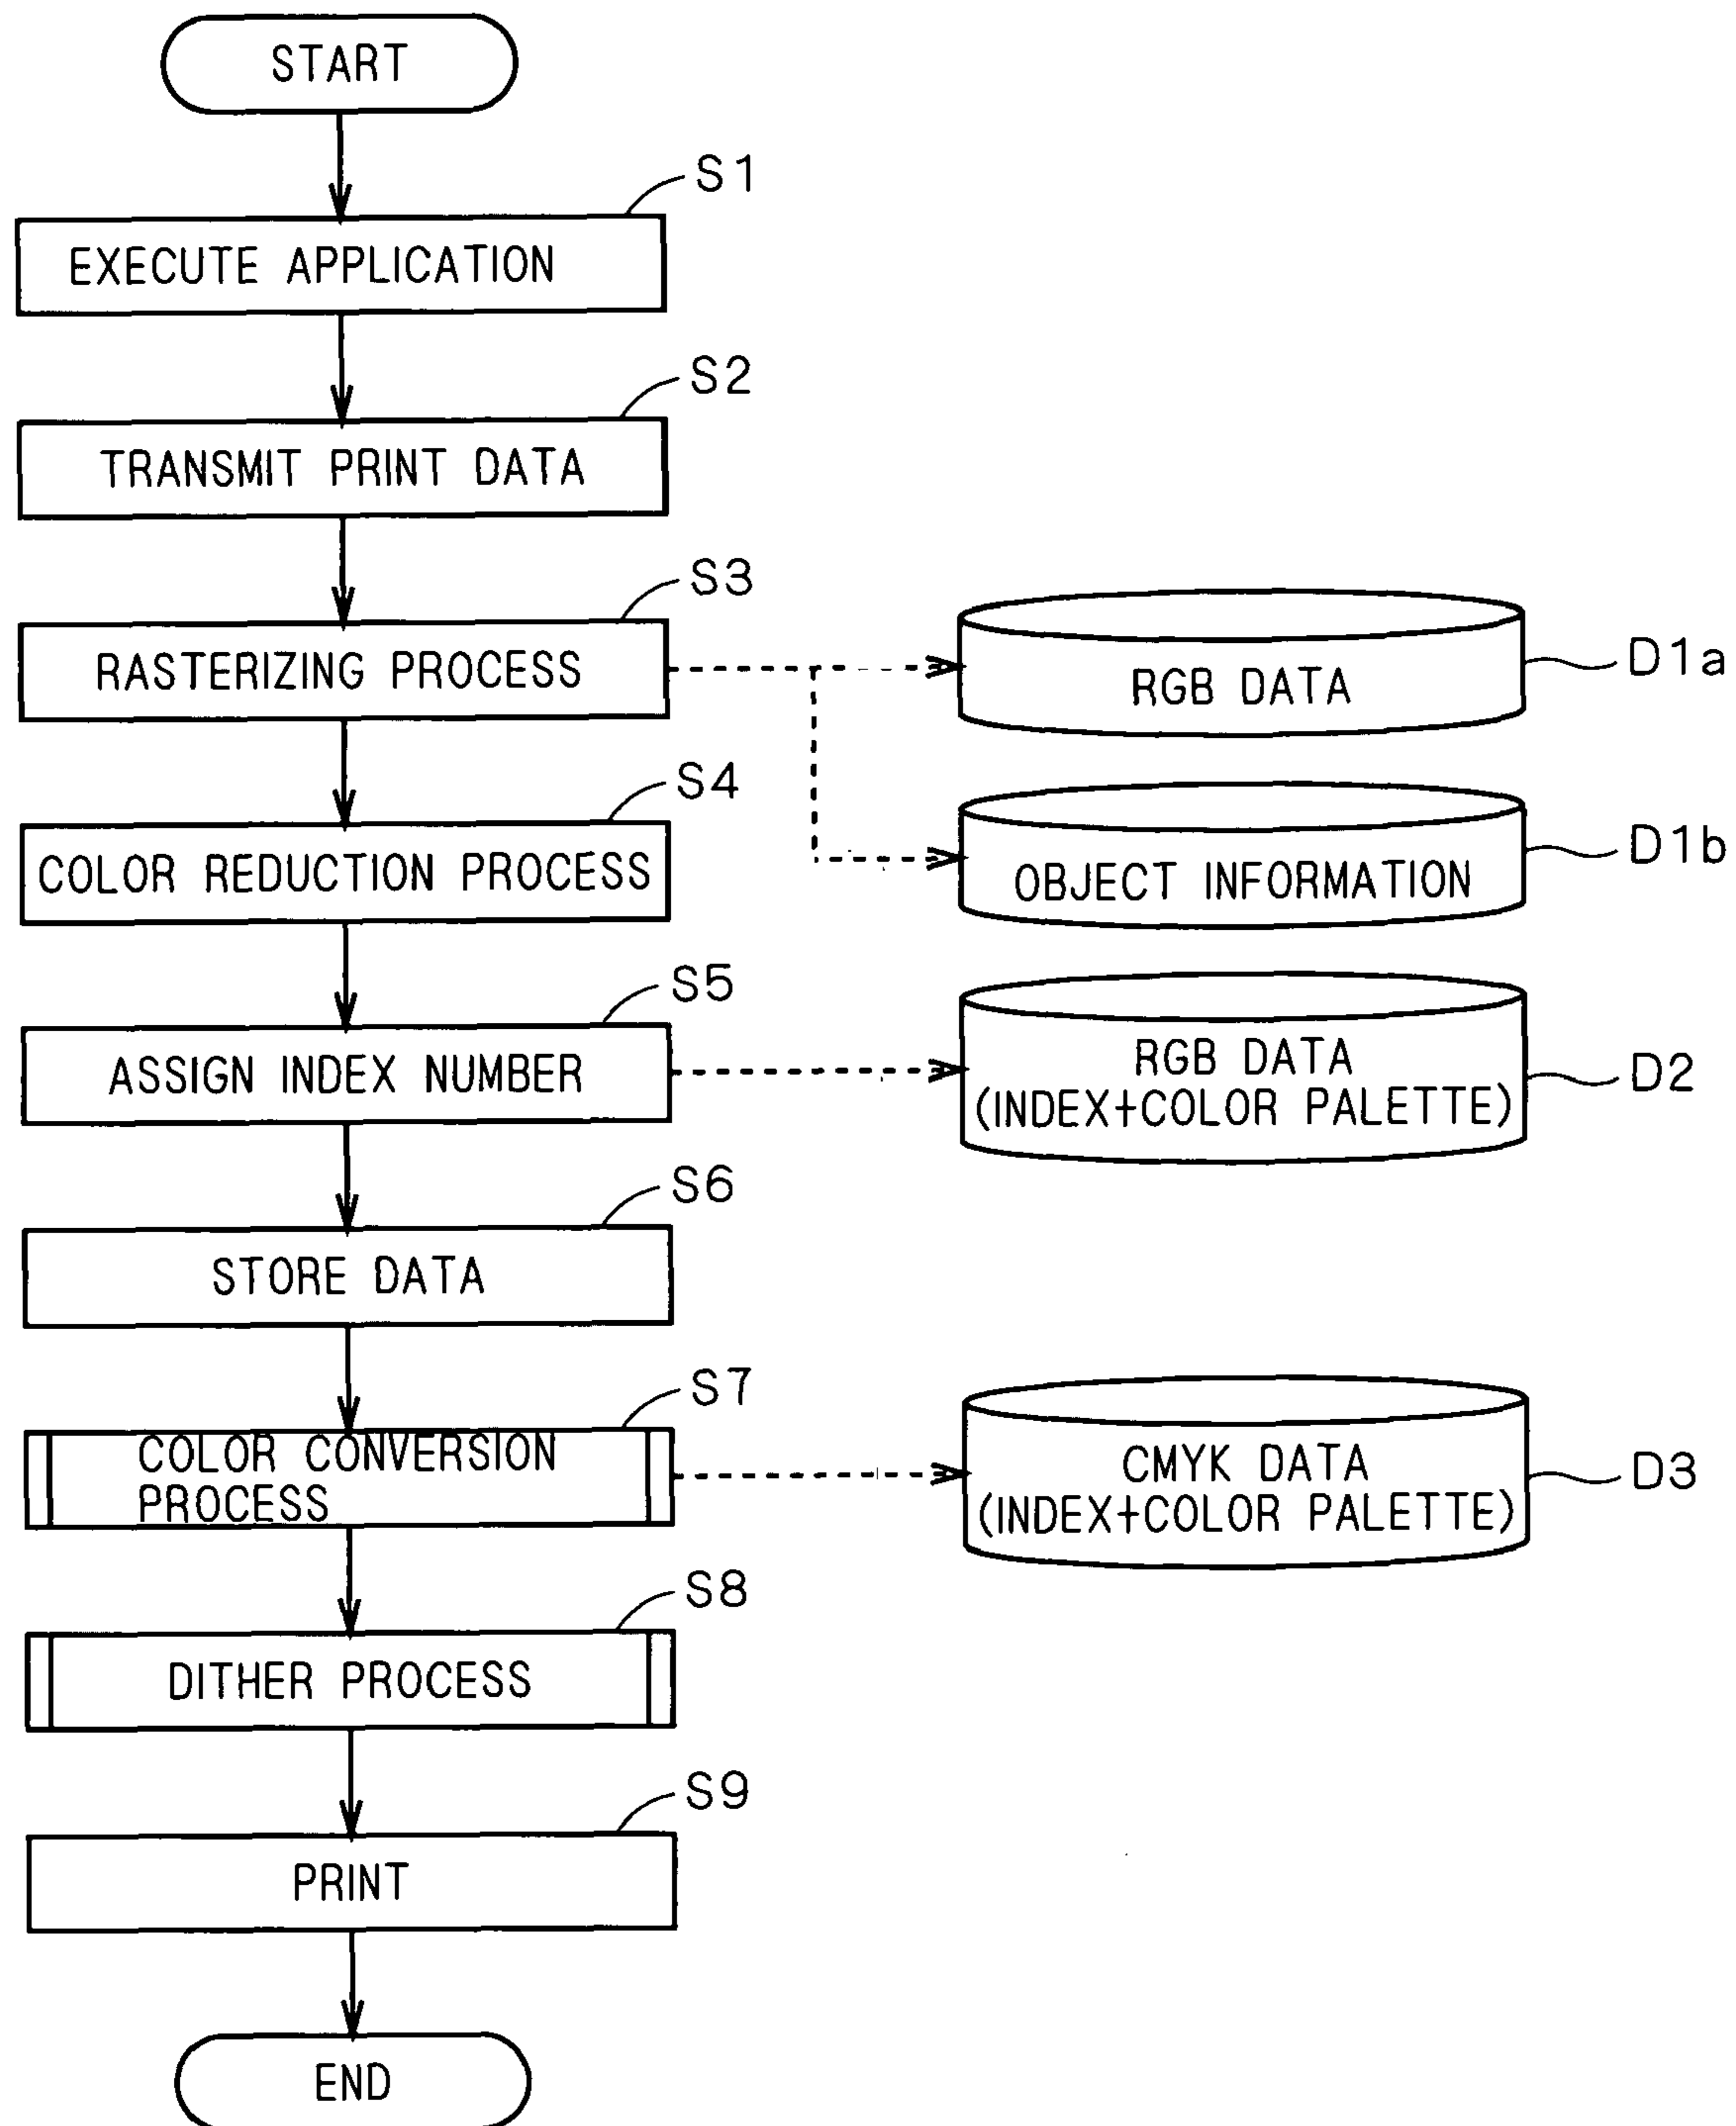 START
S1
EXECUTE APPLICATION
S2
TRANSMIT PRINT DATA
S3
RASTERIZING PROCESS
RGB DATA
D1a
S4
COLOR REDUCTION PROCESS
OBJECT INFORMATION
D1b
S5
ASSIGN INDEX NUMBER
RGB DATA
(INDEX+COLOR PALETTE)
D2
S6
STORE DATA
S7
COLOR CONVERSION
PROCESS
CMYK DATA
(INDEX+COLOR PALETTE)
D3
S8
DITHER PROCESS
S9
PRINT
END